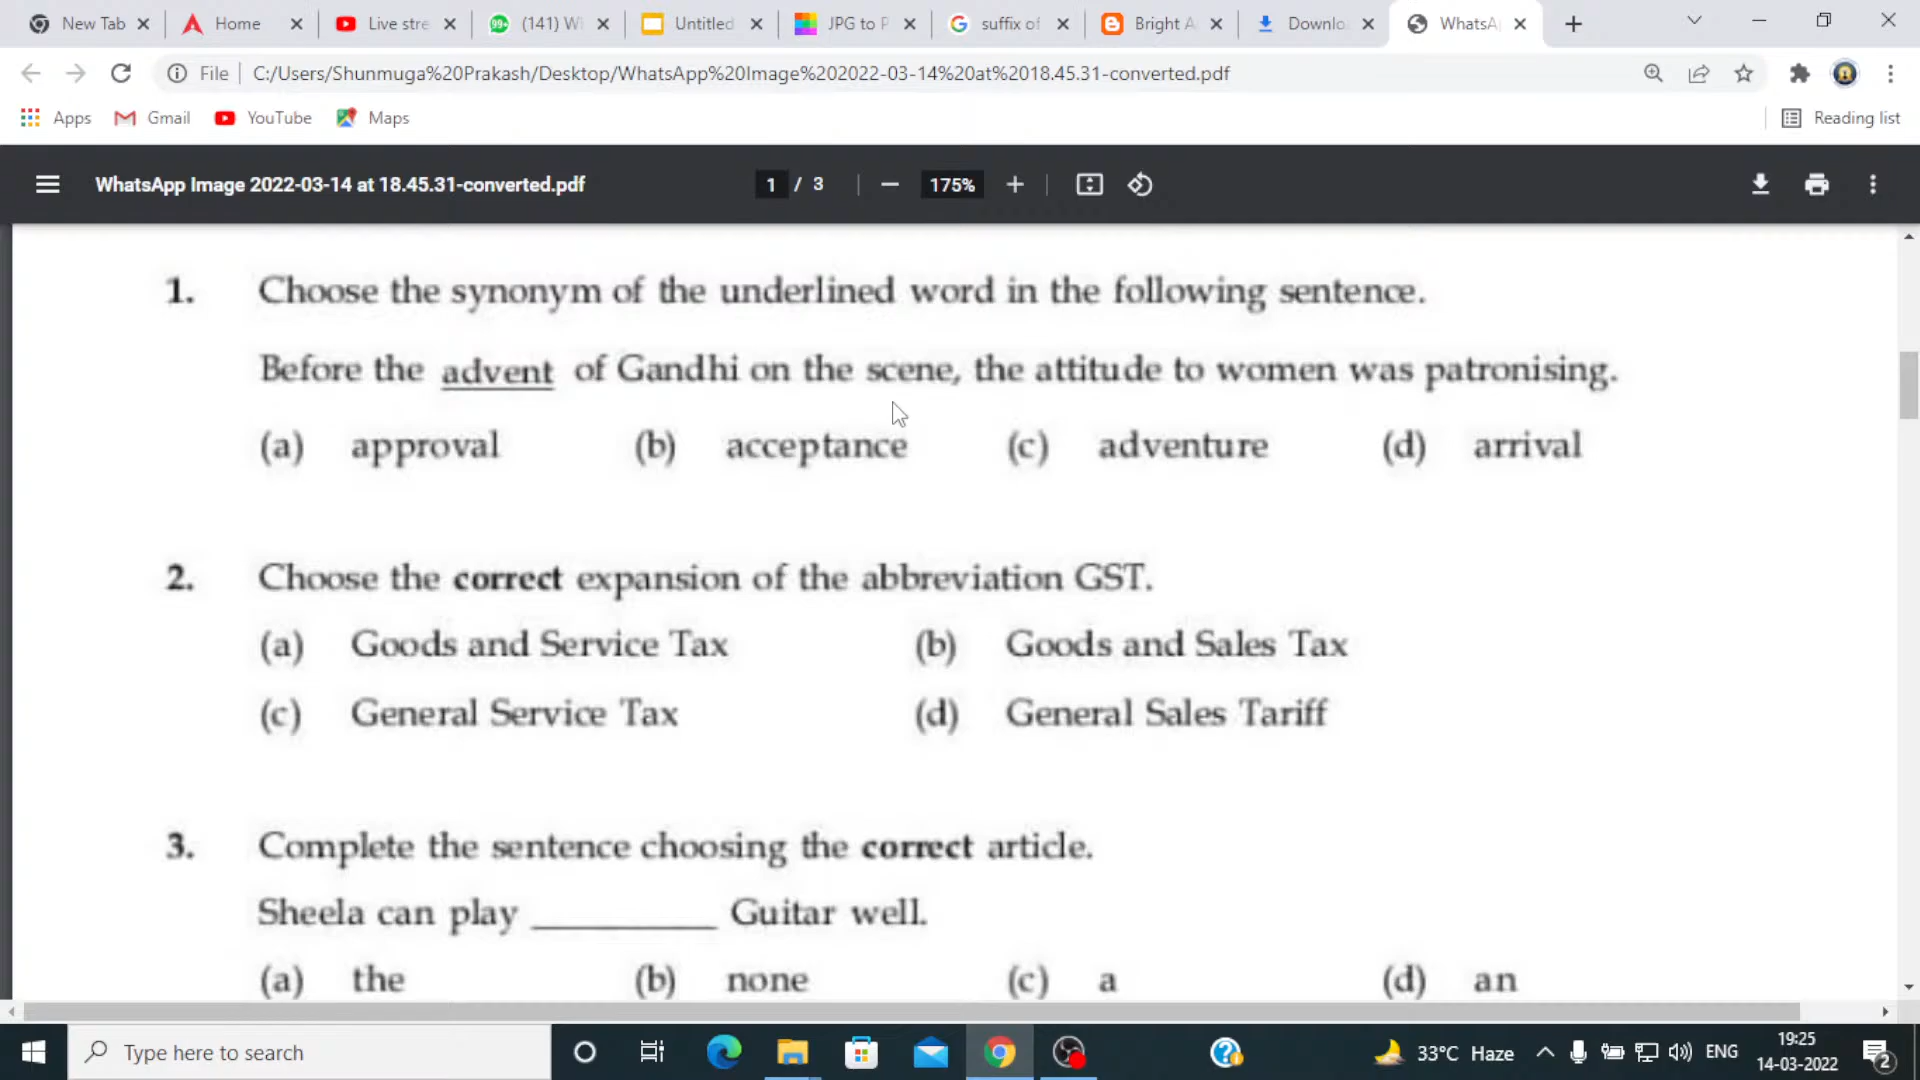 New Tab
Home
Live stre
(141) W
Untitled
JPG to P
suffix of
Bright A
Downlo
WhatsA
File
C:/Users/Shunmuga%20Prakash/Desktop/WhatsApp%20Image%202022-03-14%20at%2018.45.31-converted.pdf
Apps
Gmail
YouTube
Maps
Reading list
WhatsApp Image 2022-03-14 at 18.45.31-converted.pdf
1 / 3
175%
1. Choose the synonym of the underlined word in the following sentence.
Before the advent of Gandhi on the scene, the attitude to women was patronising.
(a) approval (b) acceptance (c) adventure (d) arrival
2. Choose the correct expansion of the abbreviation GST.
(a) Goods and Service Tax (b) Goods and Sales Tax
(c) General Service Tax (d) General Sales Tariff
3. Complete the sentence choosing the correct article.
Sheela can play __________ Guitar well.
(a) the (b) none (c) a (d) an
Type here to search
33°C Haze
ENG
19:25
14-03-2022
2